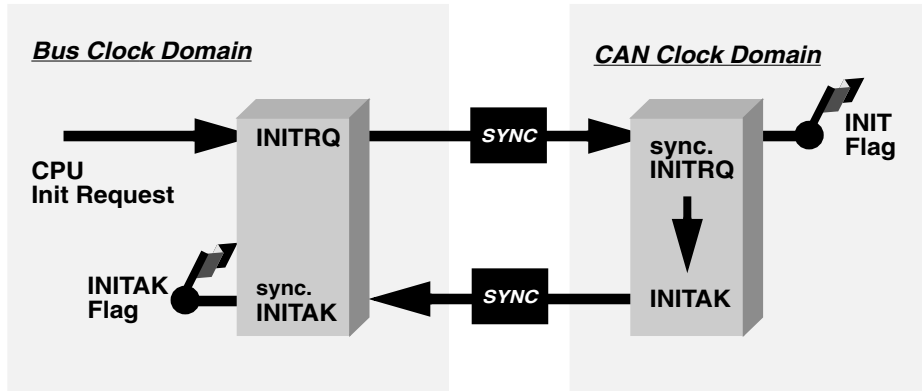 Bus Clock Domain
CAN Clock Domain
CPU
Init Request
INITRQ
SYNC
sync.
INITRQ
INIT
Flag
INITAK
Flag
sync.
INITAK
SYNC
INITAK